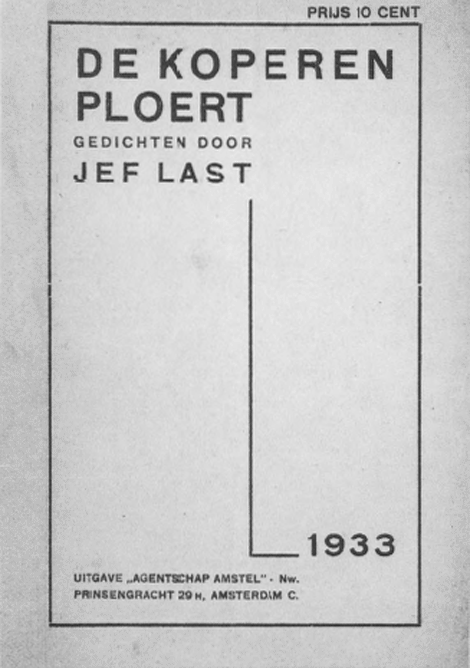 PRIJS 10 CENT
DE KOPEREN
PLOERT
GEDICHTEN DOOR
JEF LAST
1933
UITGAVE „AGENTSCHAP AMSTEL" - Nw.
PRINSENGRACHT 29 H, AMSTERDAM C.